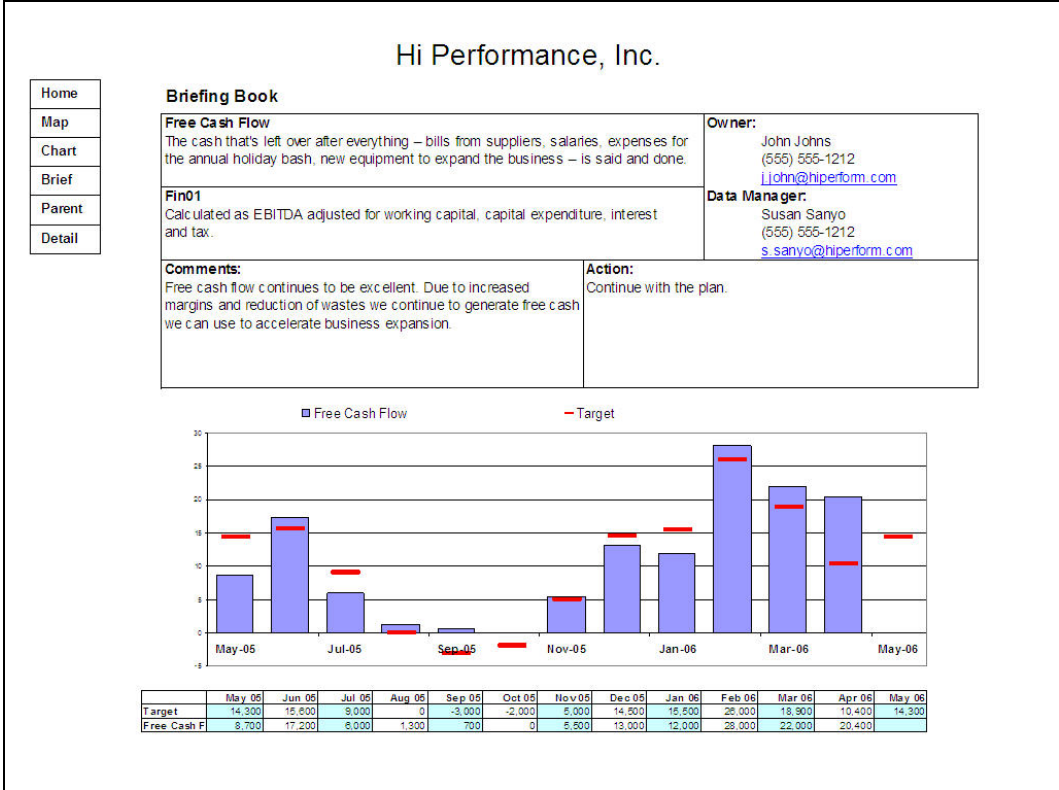 Hi Performance, Inc.
Home
Map
Chart
Brief
Parent
Detail
Briefing Book
Free Cash Flow
The cash that's left over after everything – bills from suppliers, salaries, expenses for
the annual holiday bash, new equipment to expand the business – is said and done.
Owner:
John Johns
(555) 555-1212
j.john@hiperform.com
Fin01
Calculated as EBITDA adjusted for working capital, capital expenditure, interest
and tax.
Data Manager:
Susan Sanyo
(555) 555-1212
s.sanyo@hiperform.com
Comments:
Free cash flow continues to be excellent. Due to increased
margins and reduction of wastes we continue to generate free cash
we can use to accelerate business expansion.
Action:
Continue with the plan.
Free Cash Flow Target
30
25
20
15
10
5
0
-5
May-05 Jul-05 Sep-05 Nov-05 Jan-06 Mar-06 May-06
May 05 Jun 05 Jul 05 Aug 05 Sep 05 Oct 05 Nov 05 Dec 05 Jan 06 Feb 06 Mar 06 Apr 06 May 06
Target 14,300 15,600 9,000 0 -3,000 -2,000 5,000 14,500 15,500 26,000 18,900 10,400 14,300
Free Cash F 8,700 17,200 6,000 1,300 700 0 5,500 13,000 12,000 28,000 22,000 20,400